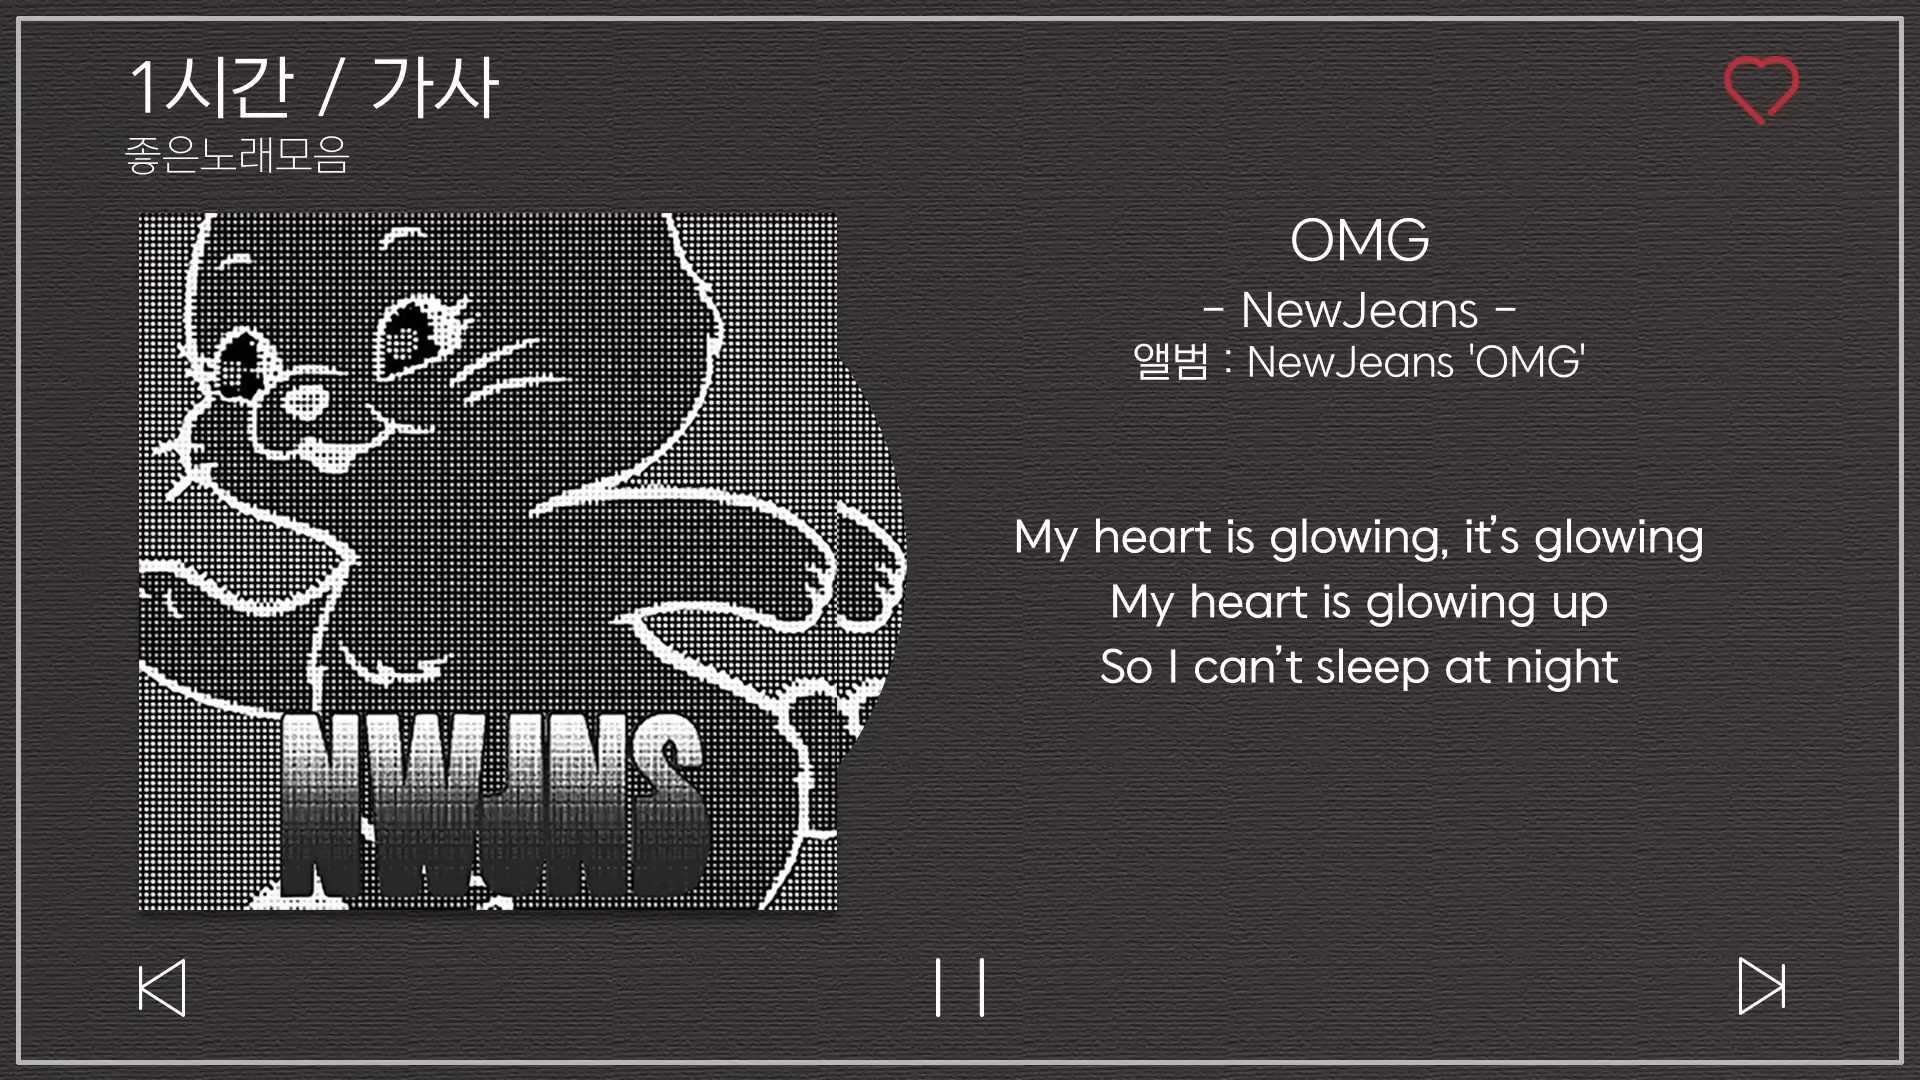 1시간 / 가사
좋은노래모음
OMG
- NewJeans -
앨범 : NewJeans 'OMG'
My heart is glowing, it’s glowing
My heart is glowing up
So I can’t sleep at night
NWJNS